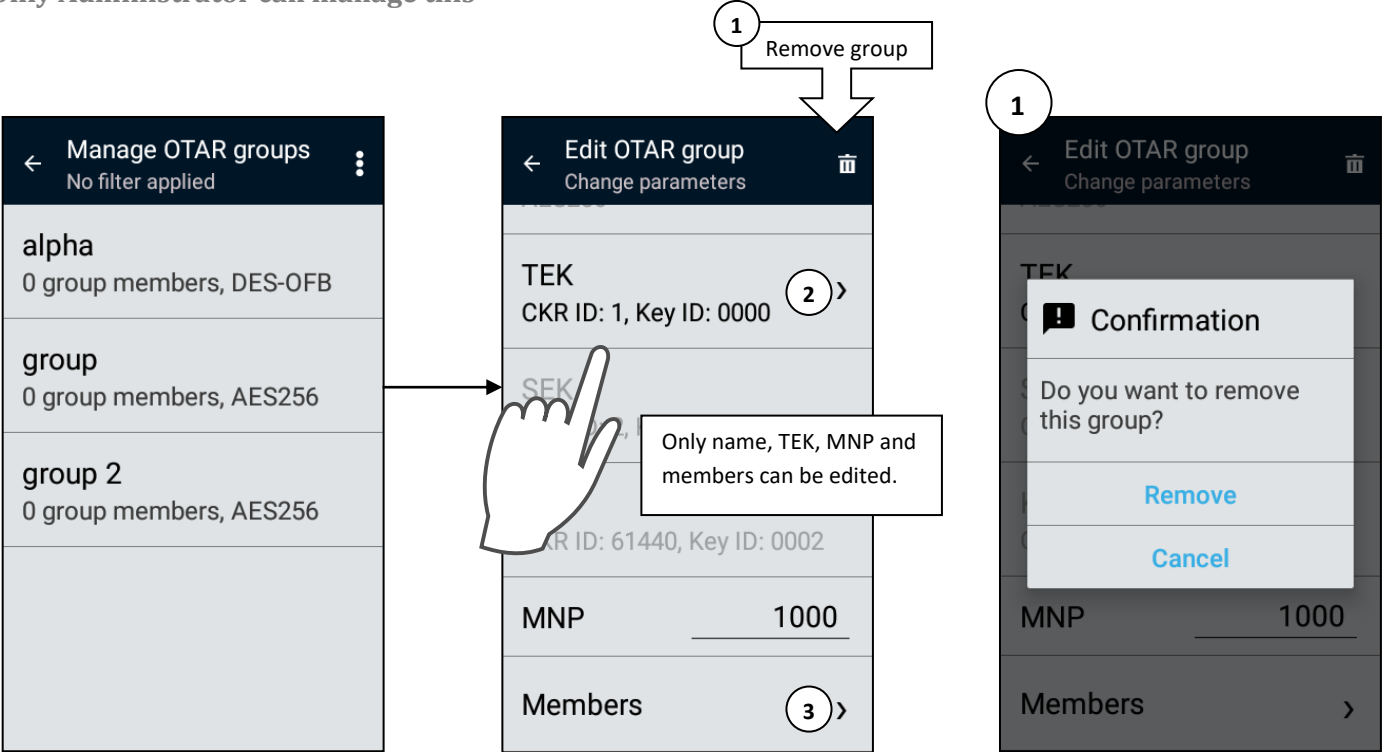 Only Administrator can manage this
1
Remove group
Manage OTAR groups
No filter applied
alpha
0 group members, DES-OFB
group
0 group members, AES256
group 2
0 group members, AES256
Edit OTAR group
Change parameters
TEK
CKR ID: 1, Key ID: 0000
2
SEK
Only name, TEK, MNP and
members can be edited.
ID: 61440, Key ID: 0002
MNP 1000
Members
3
1
Edit OTAR group
Change parameters
TEK
Confirmation
Do you want to remove
this group?
Remove
Cancel
MNP 1000
Members